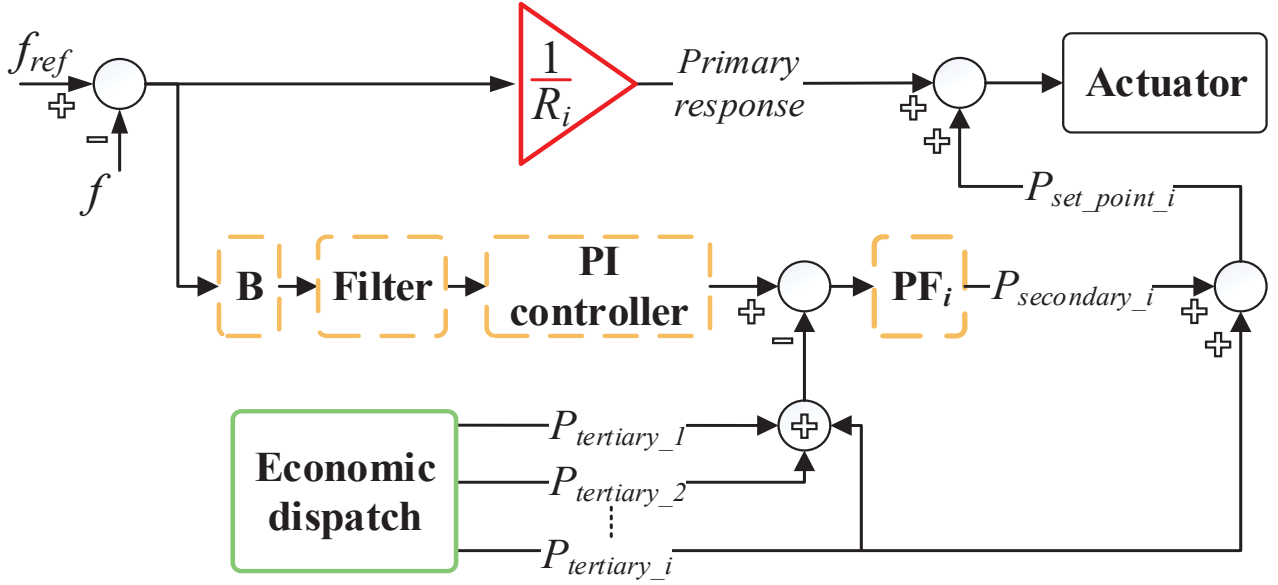 f_ref
f
1
R_i
Primary
response
Actuator
P_set_point_i
B
Filter
PI
controller
PF_i
P_secondary_i
Economic
dispatch
P_tertiary_1
P_tertiary_2
P_tertiary_i